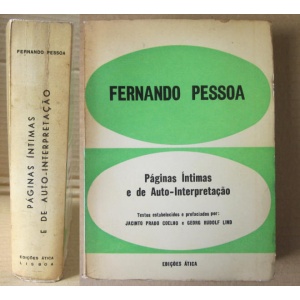 FERNANDO PESSOA
PÁGINAS ÍNTIMAS
E DE AUTO-INTERPRETAÇÃO
EDIÇÕES ÁTICA
LISBOA
FERNANDO PESSOA
Páginas Íntimas
e de Auto-Interpretação
Textos estabelecidos e prefaciados por:
JACINTO PRADO COELHO e GEORG RUDOLF LIND
EDIÇÕES ÁTICA